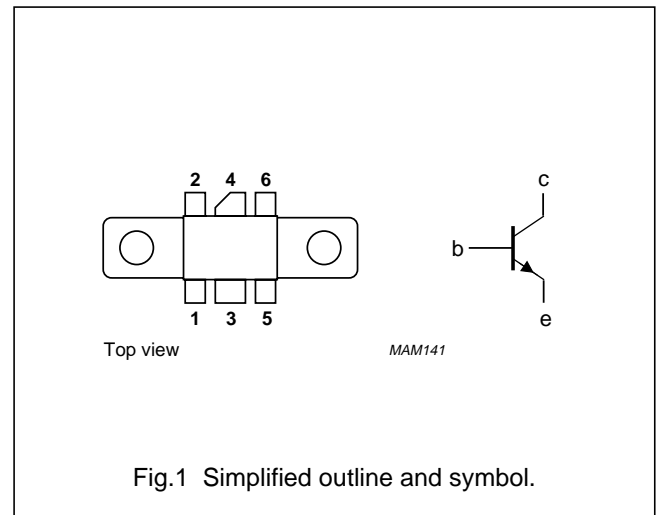 2 4 6
1 3 5
Top view
c
b
e
MAM141
Fig.1 Simplified outline and symbol.